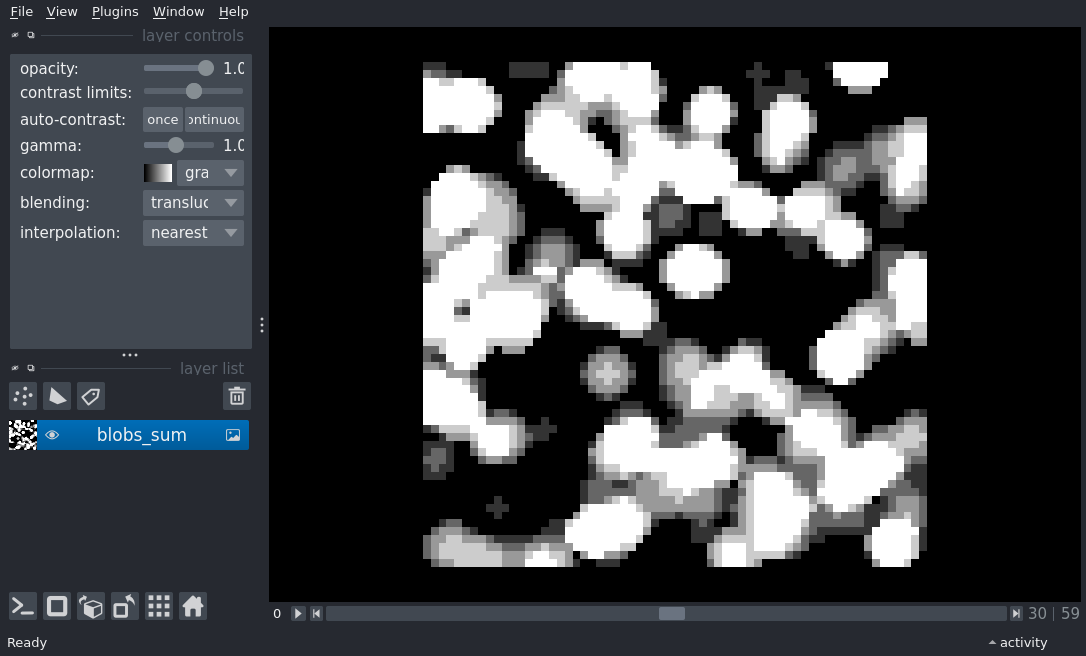 File View Plugins Window Help
layer controls
opacity: 1.0
contrast limits:
auto-contrast: once ontinuou
gamma: 1.0
colormap: gra
blending: transluc
interpolation: nearest
layer list
blobs_sum
0 30 | 59
Ready activity